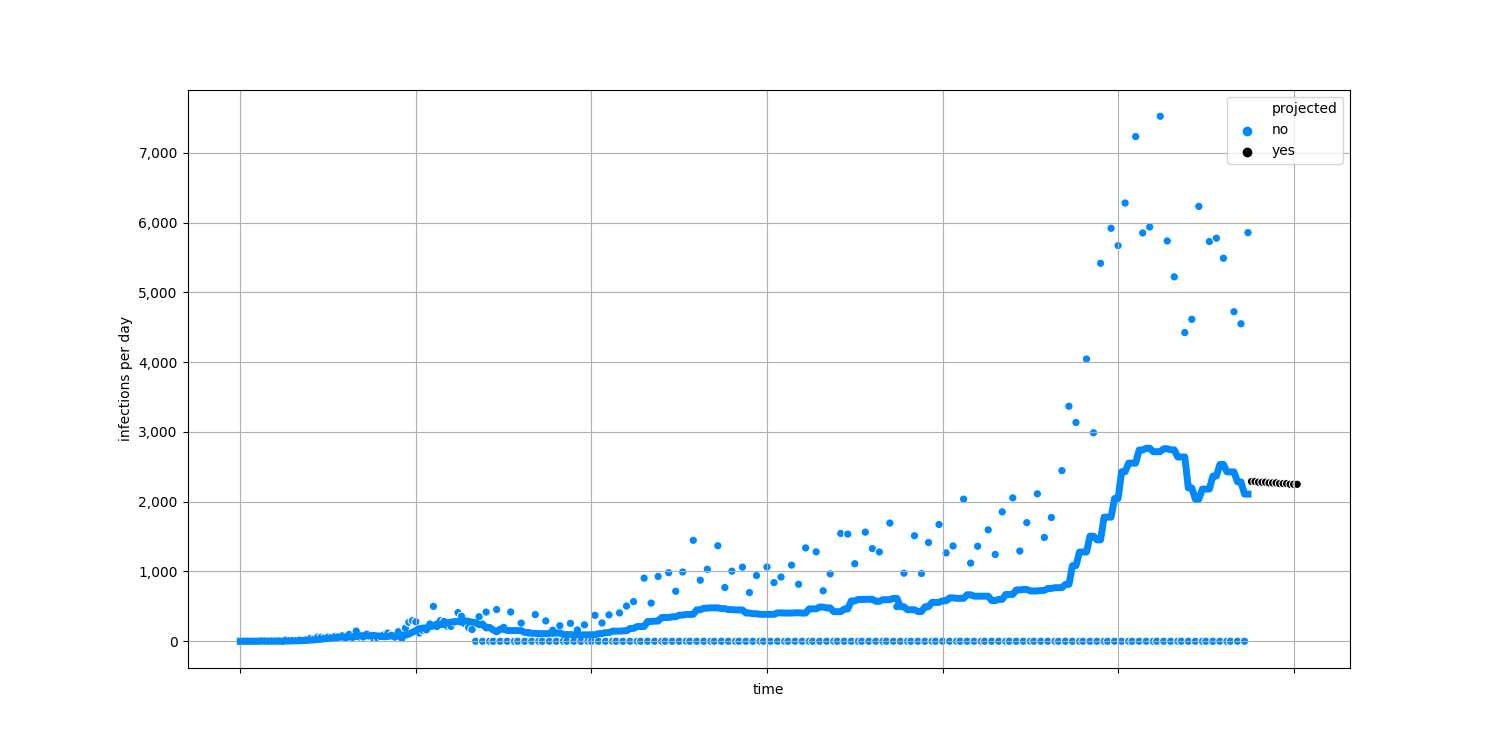 projected
no
yes
7,000
6,000
5,000
4,000
3,000
2,000
1,000
0
infections per day
time